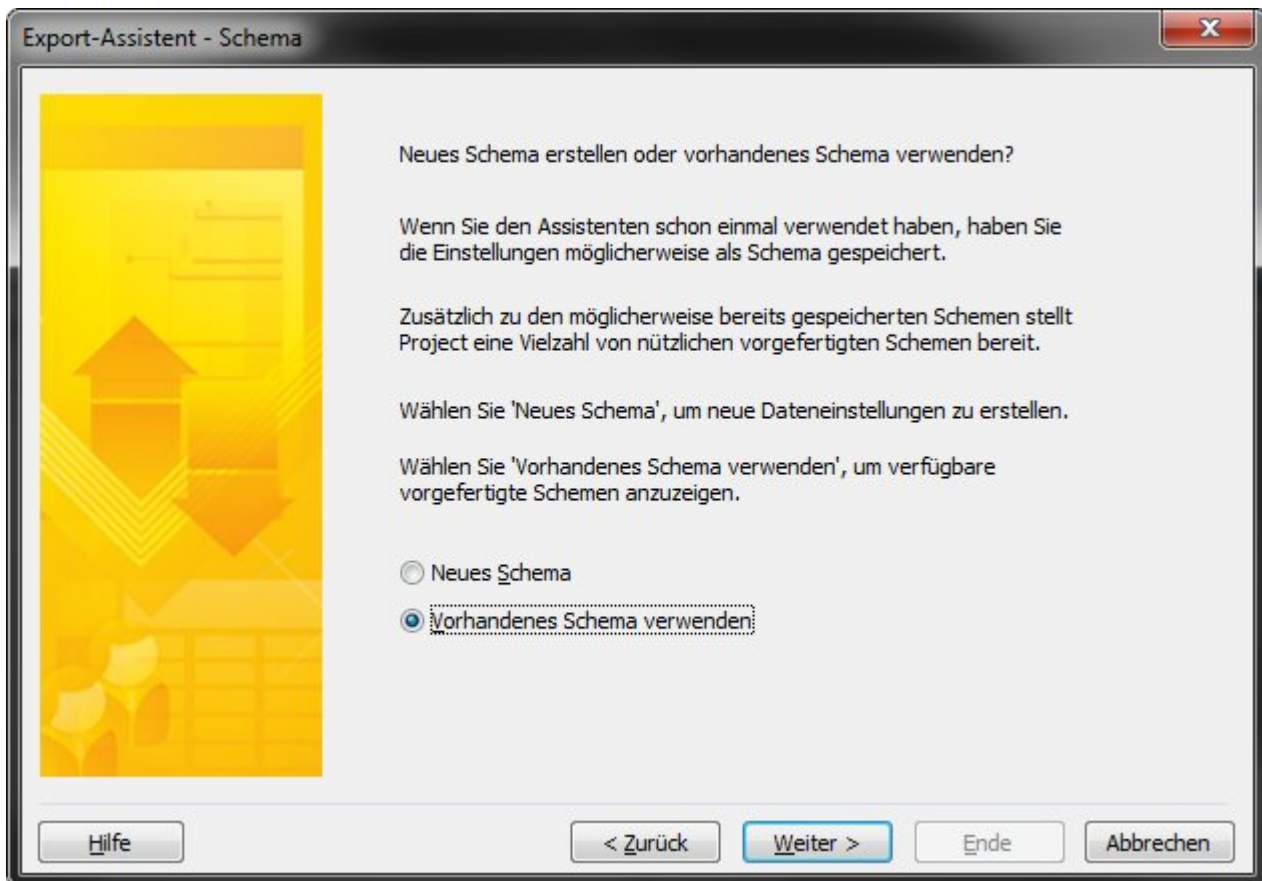 Export-Assistent - Schema
Neues Schema erstellen oder vorhandenes Schema verwenden?
Wenn Sie den Assistenten schon einmal verwendet haben, haben Sie
die Einstellungen möglicherweise als Schema gespeichert.
Zusätzlich zu den möglicherweise bereits gespeicherten Schemen stellt
Project eine Vielzahl von nützlichen vorgefertigten Schemen bereit.
Wählen Sie 'Neues Schema', um neue Dateneinstellungen zu erstellen.
Wählen Sie 'Vorhandenes Schema verwenden', um verfügbare
vorgefertigte Schemen anzuzeigen.
Neues Schema
Vorhandenes Schema verwenden
Hilfe < Zurück Weiter > Ende Abbrechen